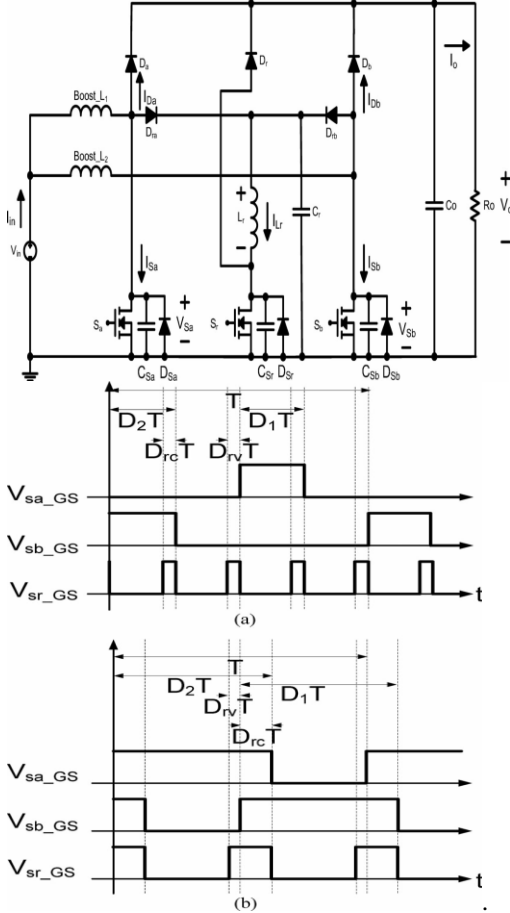 Da
Dr
Db
IDa
IDb
Io
Boost_L1
Dra
Drb
Boost_L2
Lr
ILr
Cr
Co
Ro
Vo
Iin
Vin
ISa
ISb
Sa
VSa
Sr
Sb
VSb
CSa DSa
CSr DSr
CSb DSb
T
D2T
D1T
DrcT
DrvT
Vsa_GS
Vsb_GS
Vsr_GS
t
(a)
T
D2T
D1T
DrvT
DrcT
Vsa_GS
Vsb_GS
Vsr_GS
t
(b)